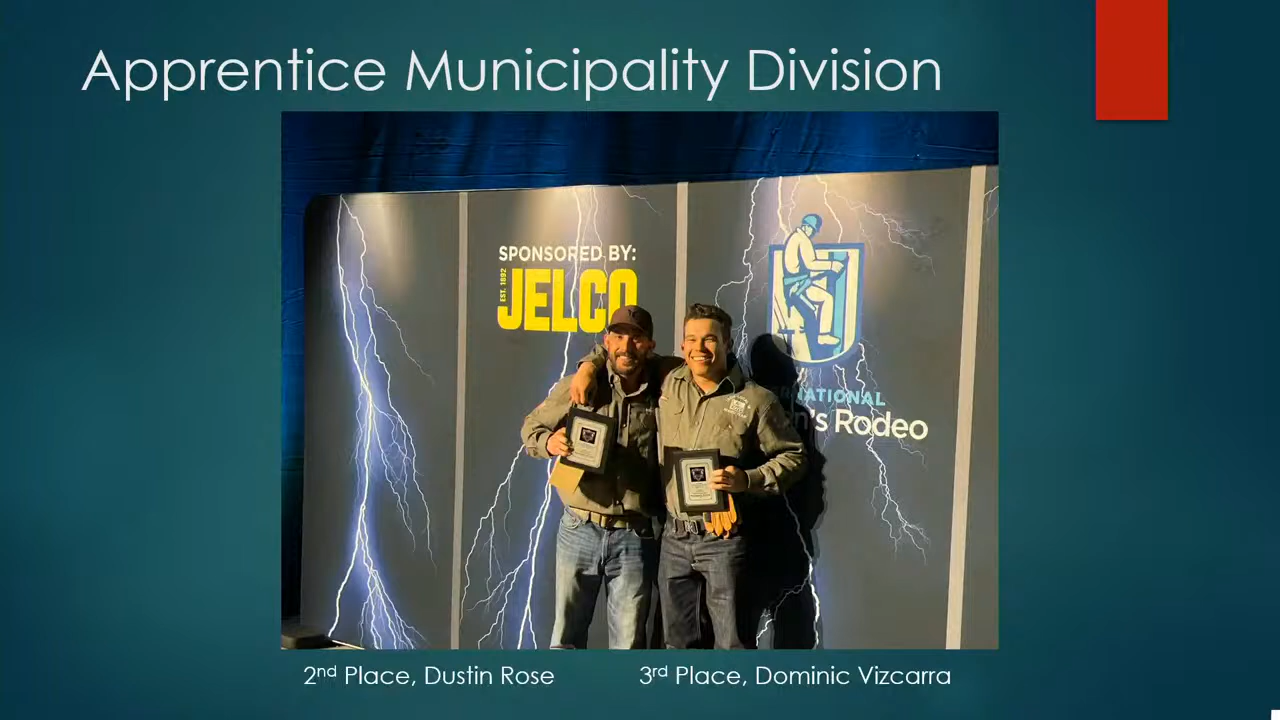 Apprentice Municipality Division
SPONSORED BY:
EST. 1892
JELCO
NATIONAL
Rodeo
2nd Place, Dustin Rose
3rd Place, Dominic Vizcarra